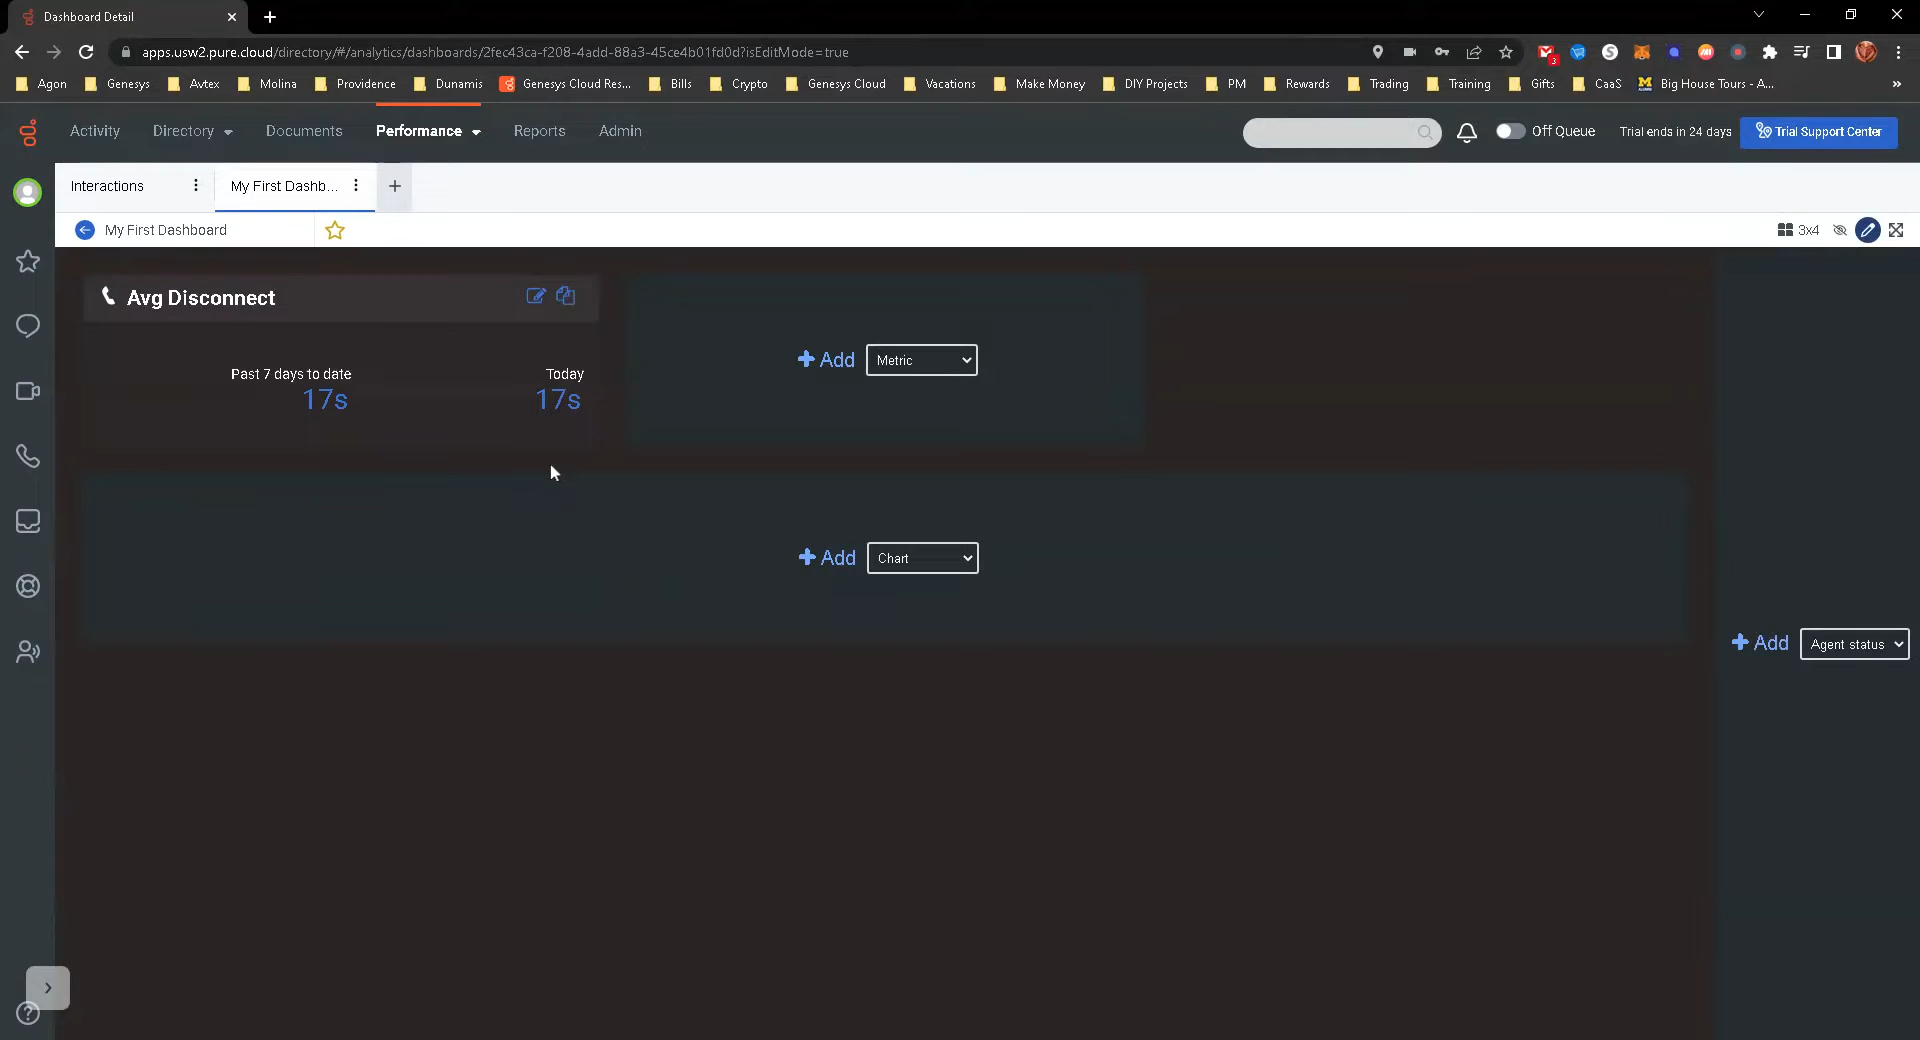 Dashboard Detail
apps.usw2.pure.cloud/directory/#/analytics/dashboards/2fec43ca-f208-4add-88a3-45ce4b01fd0d?isEditMode=true
3
Agon Genesys Avtex Molina Providence Dunamis Genesys Cloud Res... Bills Crypto Genesys Cloud Vacations Make Money DIY Projects PM Rewards Trading Training Gifts CaaS Big House Tours - A... »
Activity Directory Documents Performance Reports Admin Off Queue Trial ends in 24 days Trial Support Center
Interactions My First Dashb... +
My First Dashboard 3x4
Avg Disconnect
Past 7 days to date Today
17s 17s
Add Metric
Add Chart
Add Agent status